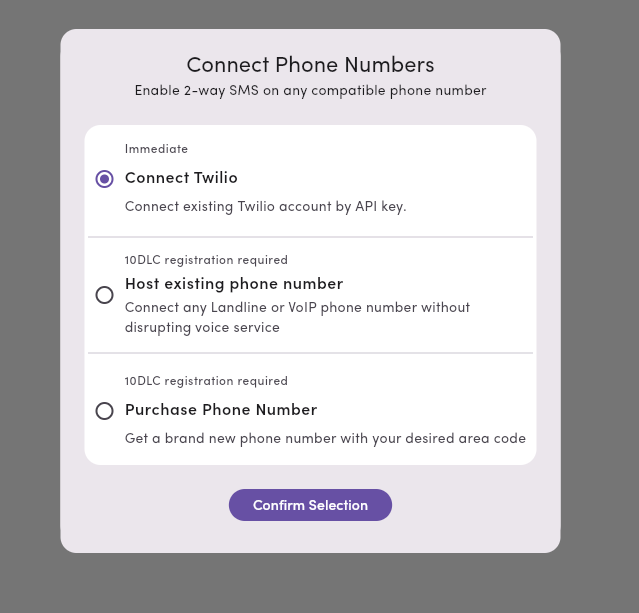 Connect Phone Numbers
Enable 2-way SMS on any compatible phone number
Immediate
Connect Twilio
Connect existing Twilio account by API key.
10DLC registration required
Host existing phone number
Connect any Landline or VoIP phone number without
disrupting voice service
10DLC registration required
Purchase Phone Number
Get a brand new phone number with your desired area code
Confirm Selection